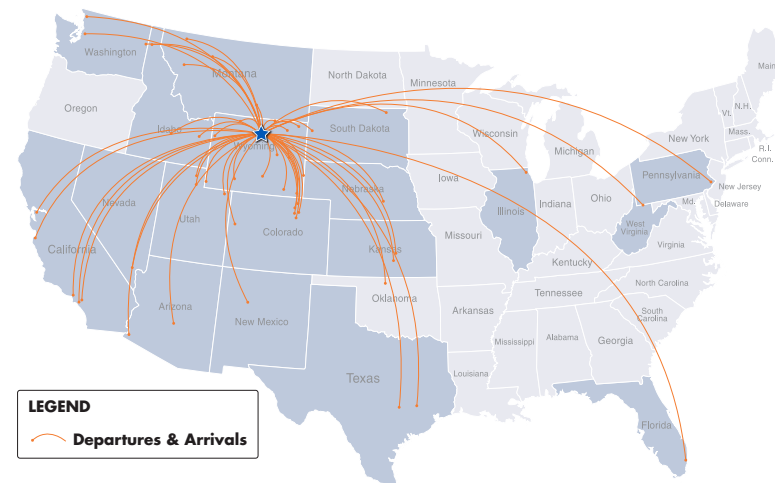 Washington
Montana
North Dakota
Minnesota
Oregon
Idaho
Wyoming
South Dakota
Wisconsin
Michigan
New York
Vt.
N.H.
Mass.
R.I.
Conn.
Main
Nevada
Utah
Colorado
Nebraska
Iowa
Illinois
Indiana
Ohio
Pennsylvania
New Jersey
Md.
Delaware
West
Virginia
Virginia
California
Kansas
Missouri
Kentucky
Arizona
New Mexico
Oklahoma
Arkansas
Tennessee
North Carolina
South
Carolina
Texas
Louisiana
Mississippi
Alabama
Georgia
Florida
LEGEND
Departures & Arrivals